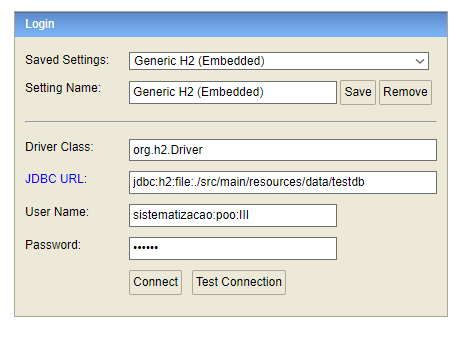 Login
Saved Settings: Generic H2 (Embedded)
Setting Name: Generic H2 (Embedded) Save Remove
Driver Class: org.h2.Driver
JDBC URL: jdbc:h2:file:./src/main/resources/data/testdb
User Name: sistematizacao:poo:III
Password: ••••••
Connect Test Connection